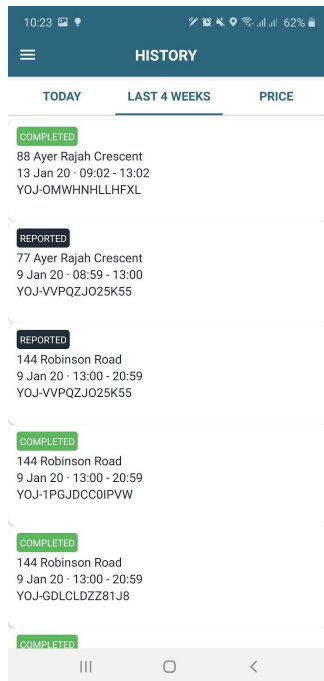 10:23 62%
HISTORY
TODAY LAST 4 WEEKS PRICE
COMPLETED
88 Ayer Rajah Crescent
13 Jan 20 · 09:02 - 13:02
YOJ-OMWHNHLLHFXL
REPORTED
77 Ayer Rajah Crescent
9 Jan 20 · 08:59 - 13:00
YOJ-VVPQZJO25K55
REPORTED
144 Robinson Road
9 Jan 20 · 13:00 - 20:59
YOJ-VVPQZJO25K55
COMPLETED
144 Robinson Road
9 Jan 20 · 13:00 - 20:59
YOJ-1PGJDCC0IPVW
COMPLETED
144 Robinson Road
9 Jan 20 · 13:00 - 20:59
YOJ-GDLCLDZZ81J8
COMPLETED